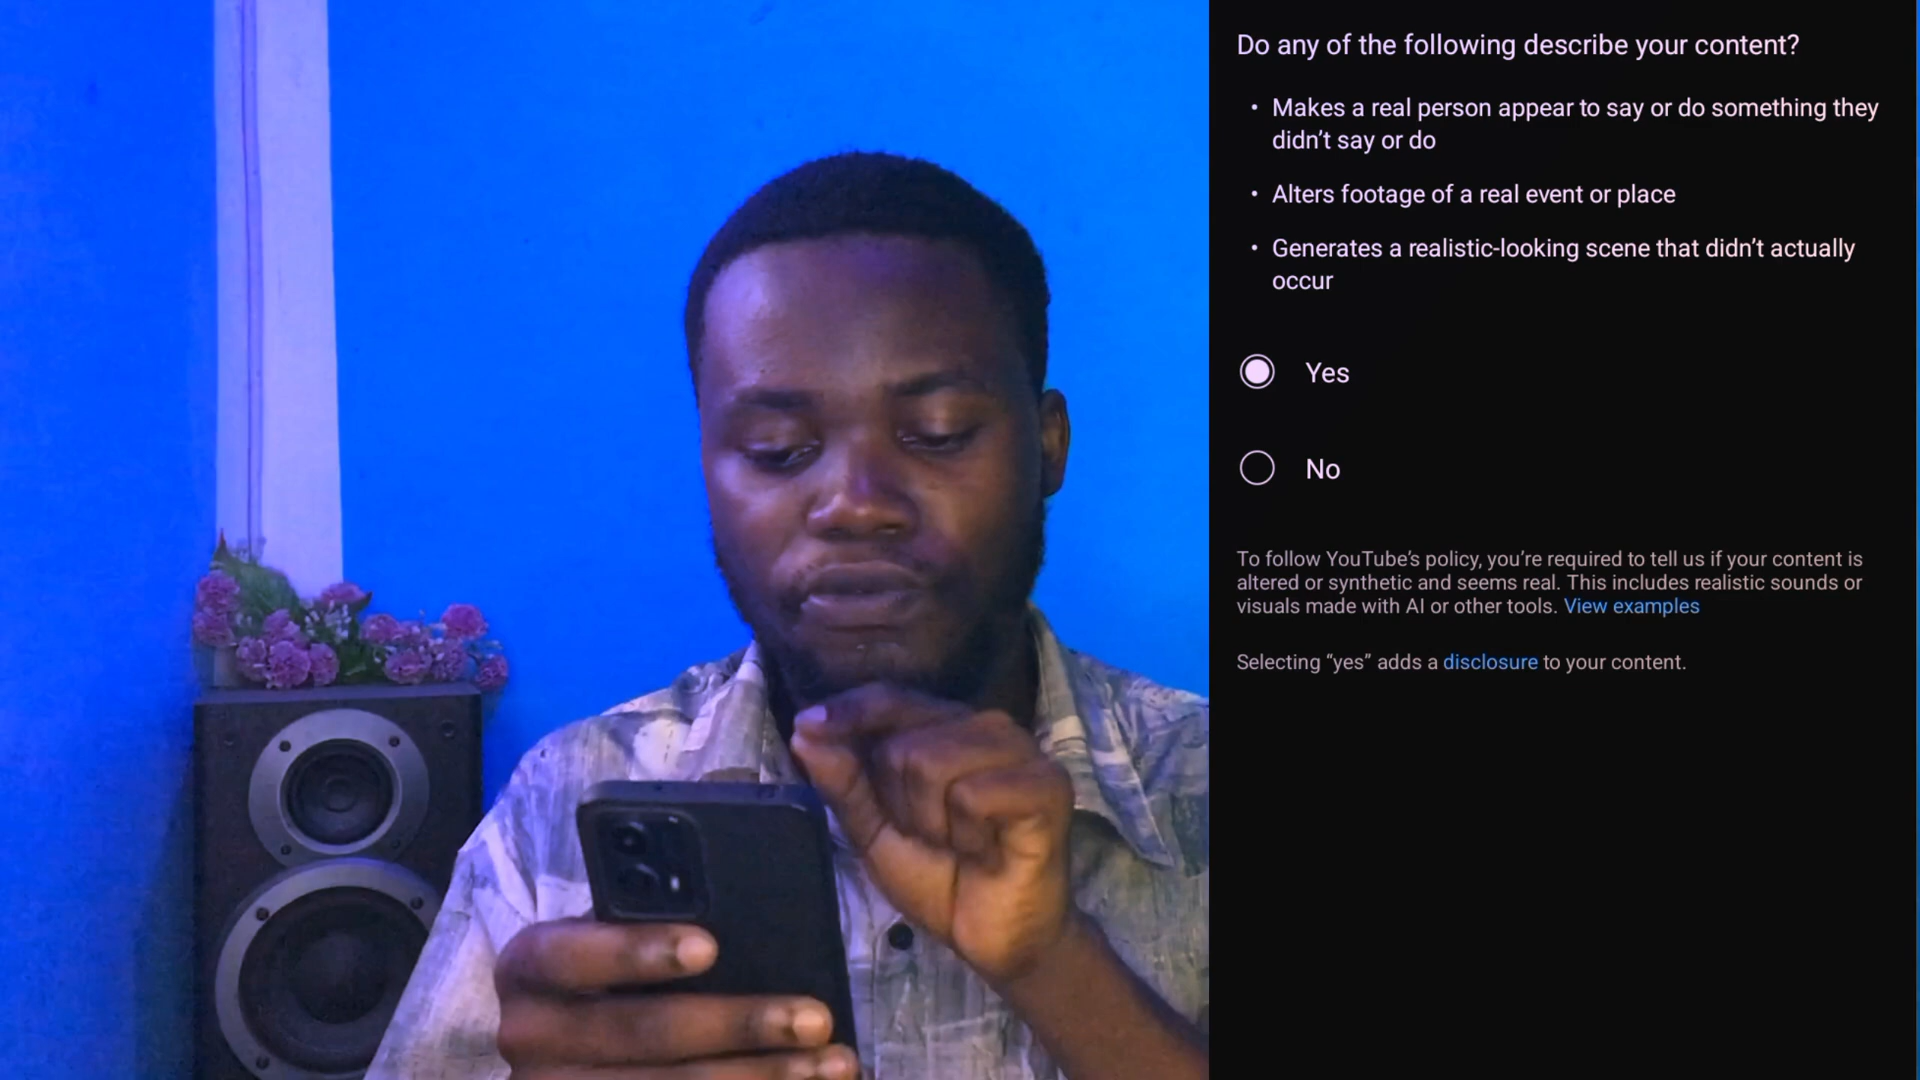 Do any of the following describe your content?
• Makes a real person appear to say or do something they
didn’t say or do
• Alters footage of a real event or place
• Generates a realistic-looking scene that didn’t actually
occur
Yes
No
To follow YouTube’s policy, you’re required to tell us if your content is
altered or synthetic and seems real. This includes realistic sounds or
visuals made with AI or other tools. View examples
Selecting “yes” adds a disclosure to your content.